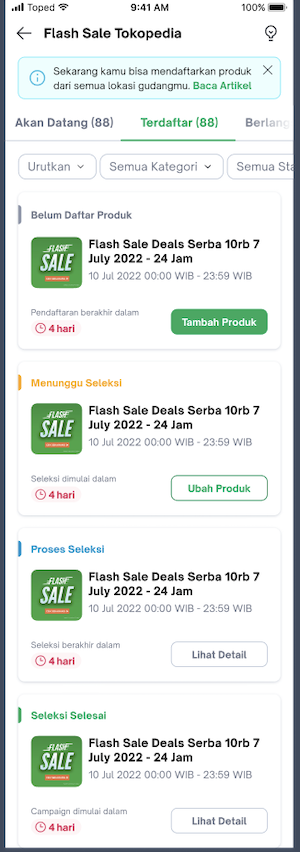 Toped 9:41 AM 100%
Flash Sale Tokopedia
Sekarang kamu bisa mendaftarkan produk
dari semua lokasi gudangmu. Baca Artikel
Akan Datang (88) Terdaftar (88) Berlang
Urutkan Semua Kategori Semua Sta
Belum Daftar Produk
FLASH SALE
Flash Sale Deals Serba 10rb 7
July 2022 - 24 Jam
10 Jul 2022 00:00 WIB - 23:59 WIB
Pendaftaran berakhir dalam
4 hari
Tambah Produk
Menunggu Seleksi
FLASH SALE
Flash Sale Deals Serba 10rb 7
July 2022 - 24 Jam
10 Jul 2022 00:00 WIB - 23:59 WIB
Seleksi dimulai dalam
4 hari
Ubah Produk
Proses Seleksi
FLASH SALE
Flash Sale Deals Serba 10rb 7
July 2022 - 24 Jam
10 Jul 2022 00:00 WIB - 23:59 WIB
Seleksi berakhir dalam
4 hari
Lihat Detail
Seleksi Selesai
FLASH SALE
Flash Sale Deals Serba 10rb 7
July 2022 - 24 Jam
10 Jul 2022 00:00 WIB - 23:59 WIB
Campaign dimulai dalam
4 hari
Lihat Detail